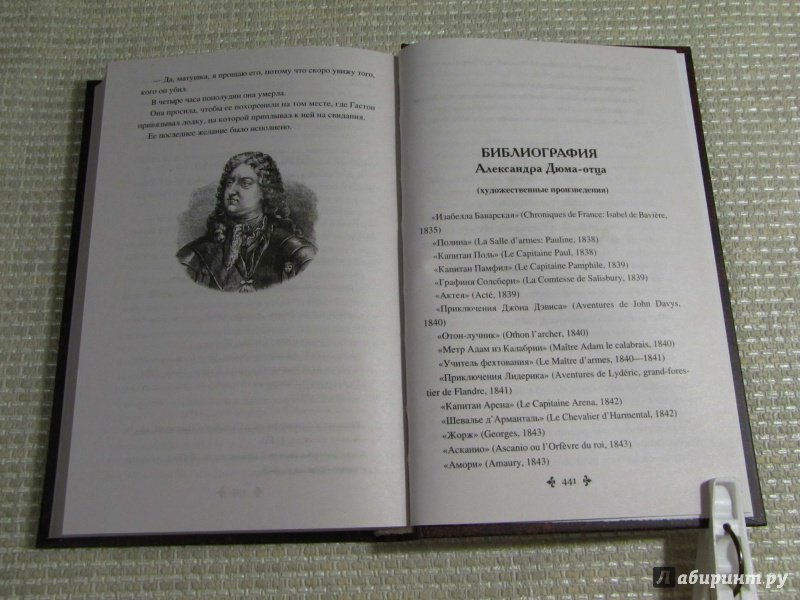 — Да, матушка, я прощаю его, потому что скоро увижу того,
кого он убил.
В четыре часа пополудни она умерла.
Она просила, чтобы ее похоронили на том месте, где Гастон
привязывал лодку, на которой приплывал к ней на свидания.
Ее последнее желание было исполнено.
БИБЛИОГРАФИЯ
Александра Дюма-отца
(художественные произведения)
«Изабелла Баварская» (Chroniques de France: Isabel de Bavière,
1835)
«Полина» (La Salle d’armes: Pauline, 1838)
«Капитан Поль» (Le Capitaine Paul, 1838)
«Капитан Памфил» (Le Capitaine Pamphile, 1839)
«Графиня Солсбери» (La Comtesse de Salisbury, 1839)
«Актея» (Acté, 1839)
«Приключения Джона Дэвиса» (Aventures de John Davys,
1840)
«Отон-лучник» (Othon l’archer, 1840)
«Метр Адам из Калабрии» (Maître Adam le calabrais, 1840)
«Учитель фехтования» (Le Maître d’armes, 1840—1841)
«Приключения Лидерика» (Aventures de Lydéric, grand-fores-
tier de Flandre, 1841)
«Капитан Арена» (Le Capitaine Arena, 1842)
«Шевалье д’Арманталь» (Le Chevalier d’Harmental, 1842)
«Жорж» (Georges, 1843)
«Асканио» (Ascanio ou l’Orfèvre du roi, 1843)
«Амори» (Amaury, 1843)
441
Лабиринт.ру